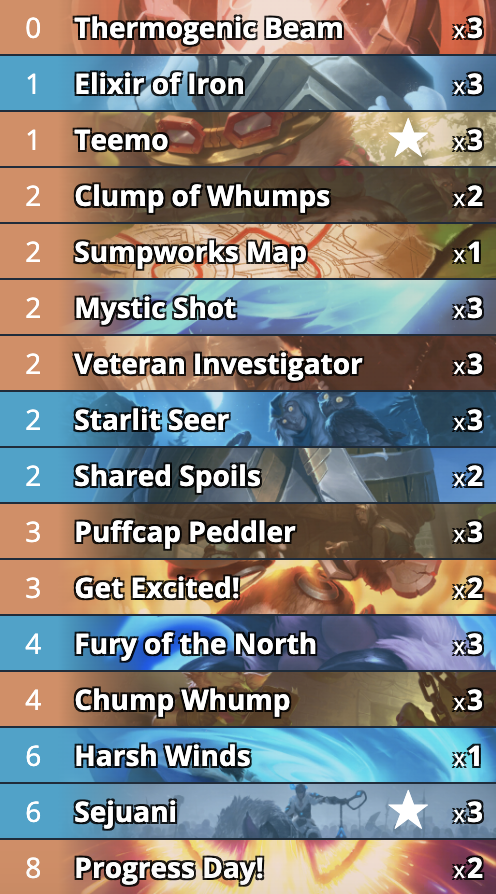 0 Thermogenic Beam x3
1 Elixir of Iron x3
1 Teemo x3
2 Clump of Whumps x2
2 Sumpworks Map x1
2 Mystic Shot x3
2 Veteran Investigator x3
2 Starlit Seer x3
2 Shared Spoils x2
3 Puffcap Peddler x3
3 Get Excited! x2
4 Fury of the North x3
4 Chump Whump x3
6 Harsh Winds x1
6 Sejuani x3
8 Progress Day! x2